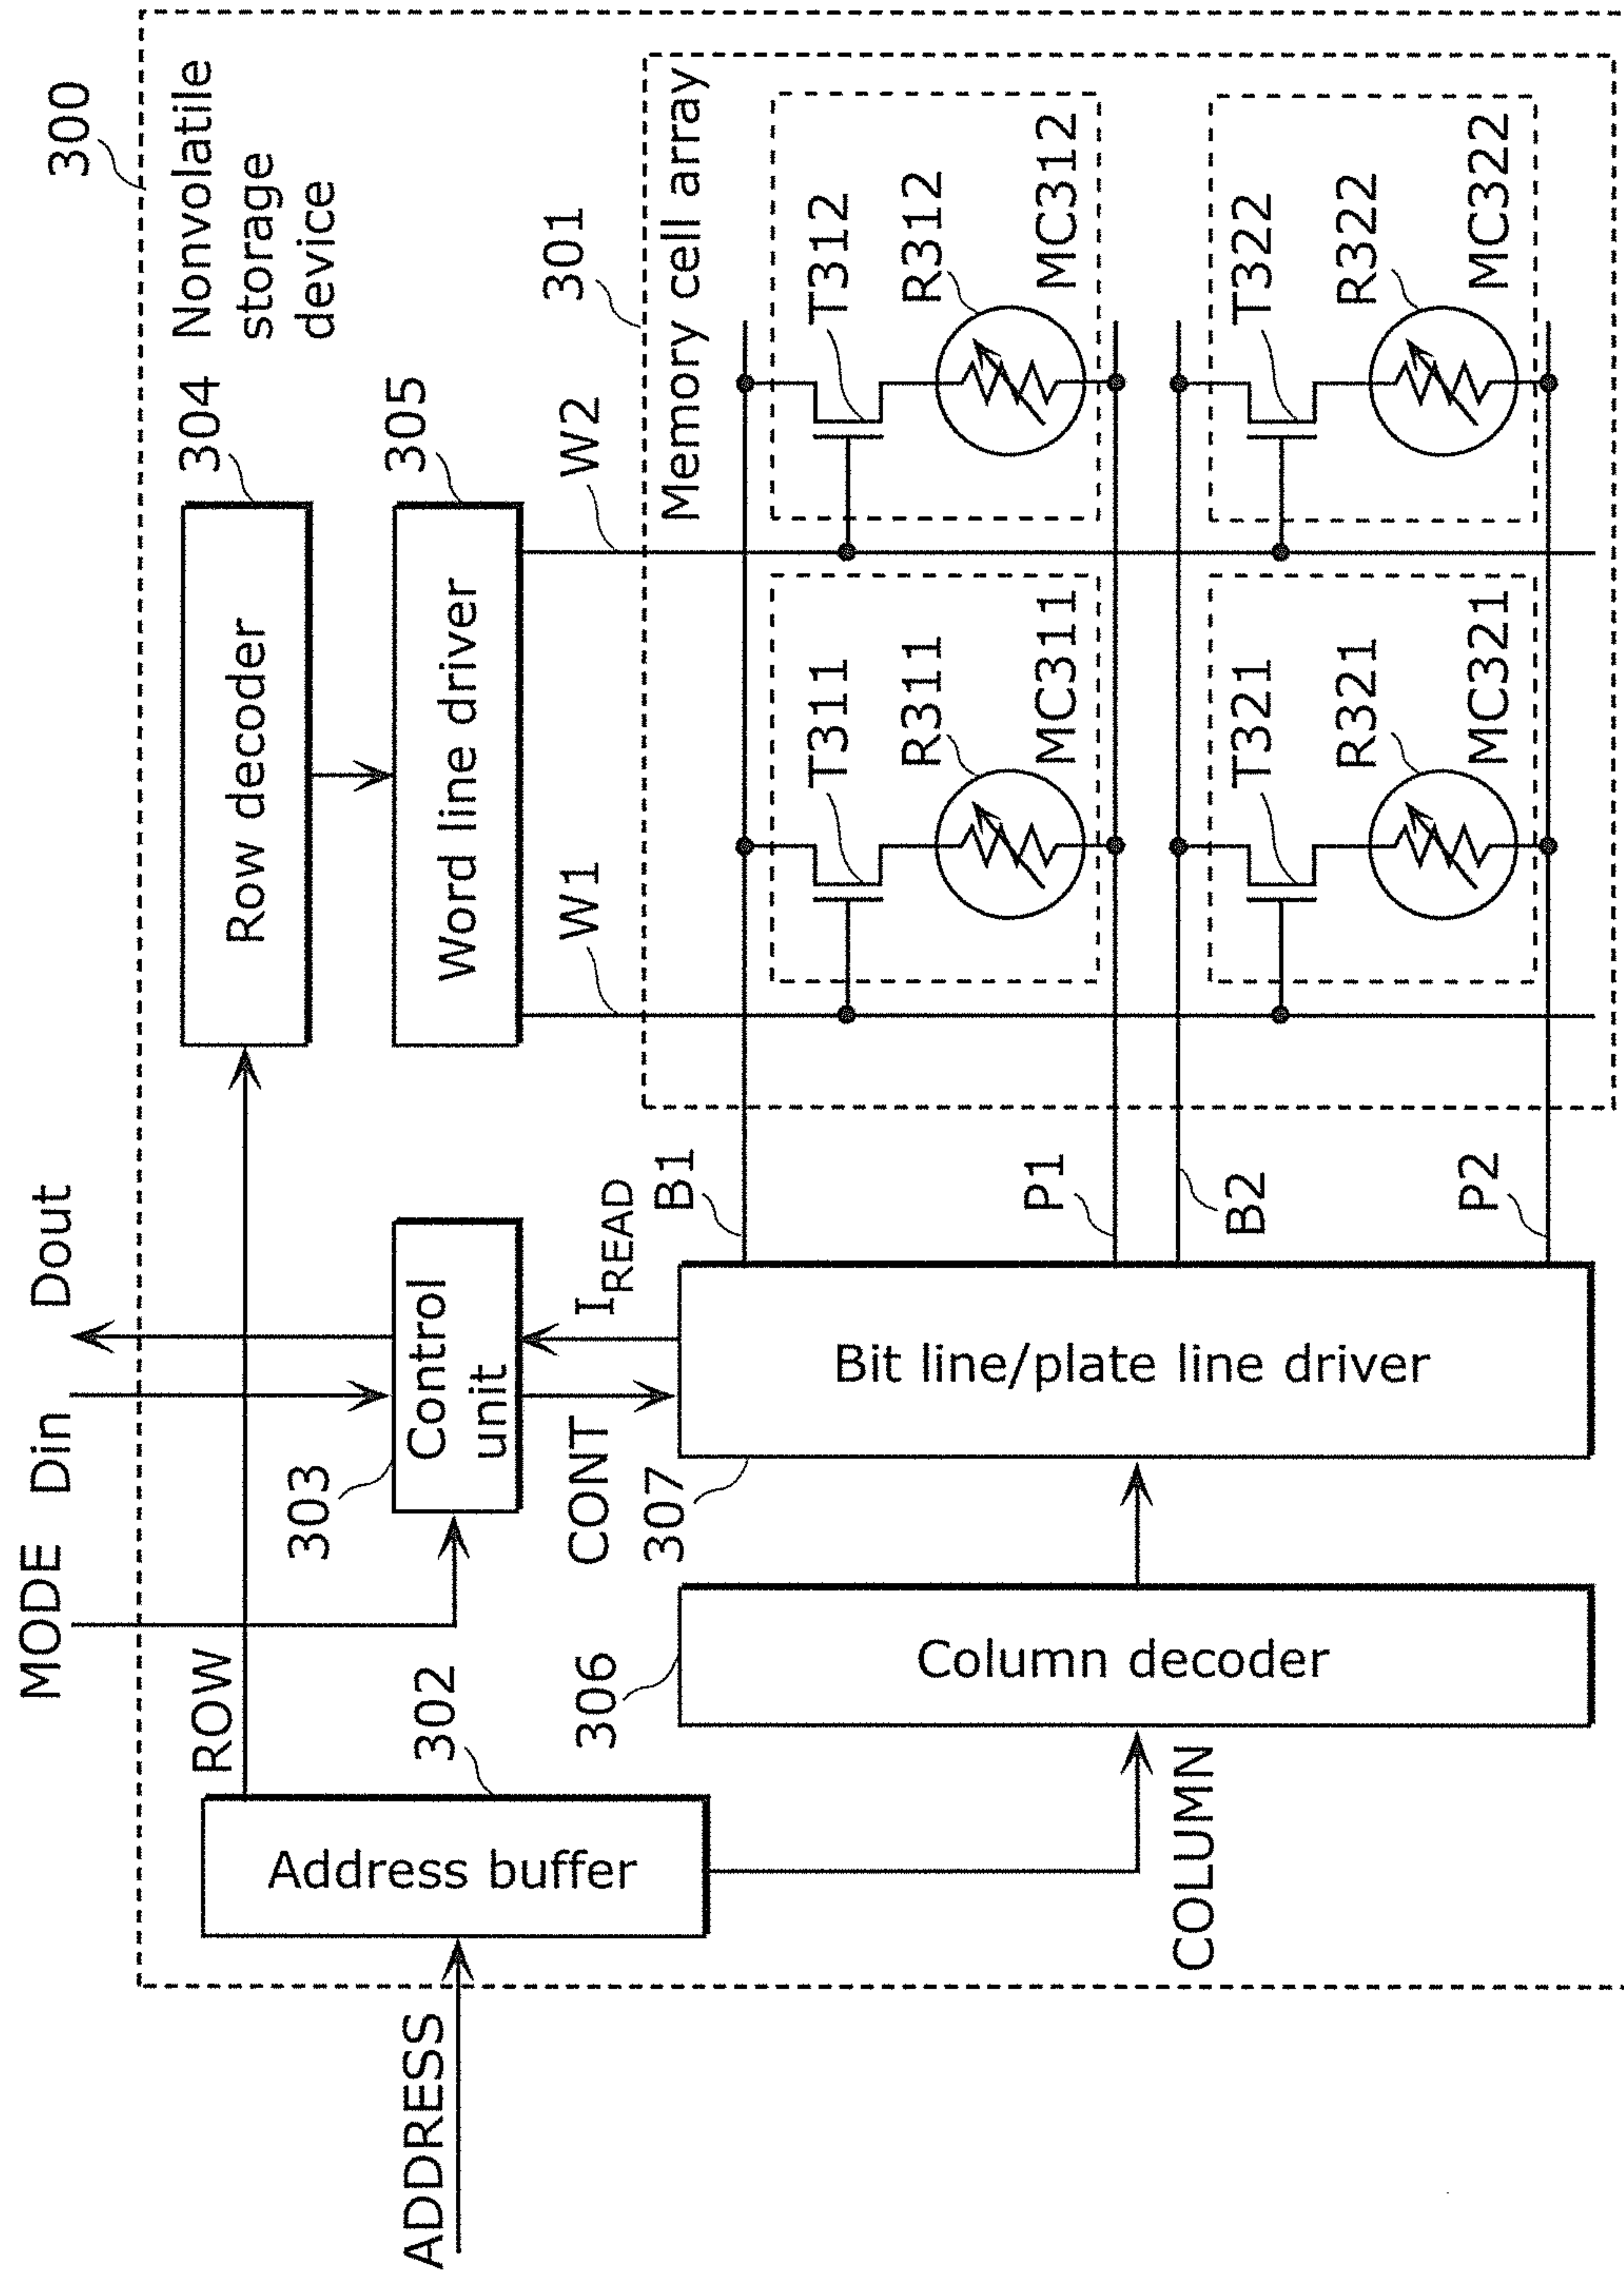 300
Nonvolatile
storage
device
MODE
Din
Dout
ROW
304
Row decoder
303
Control
unit
305
Word line driver
ADDRESS
302
Address buffer
CONT
I_READ
W1
W2
301
Memory cell array
306
Column decoder
307
Bit line/plate line driver
COLUMN
B1
P1
B2
P2
T311
R311
MC311
T312
R312
MC312
T321
R321
MC321
T322
R322
MC322